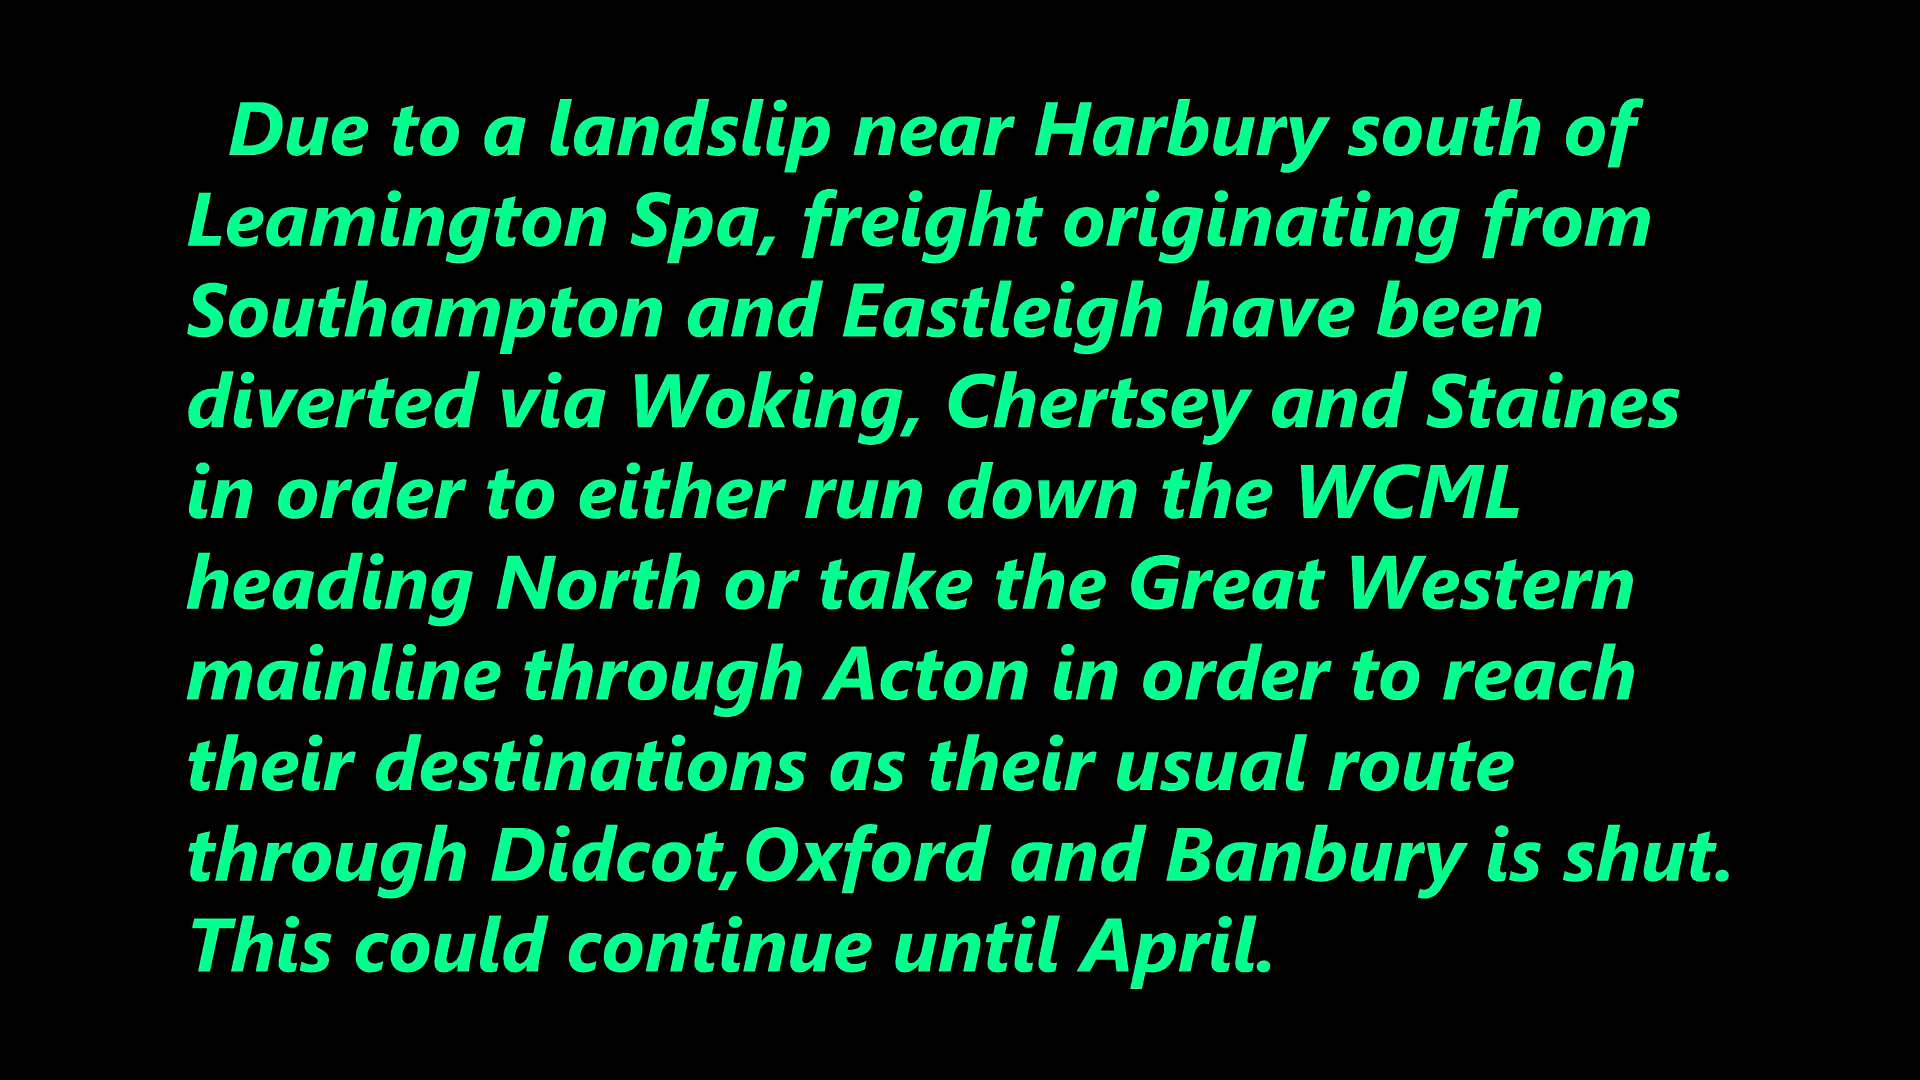 Due to a landslip near Harbury south of
Leamington Spa, freight originating from
Southampton and Eastleigh have been
diverted via Woking, Chertsey and Staines
in order to either run down the WCML
heading North or take the Great Western
mainline through Acton in order to reach
their destinations as their usual route
through Didcot,Oxford and Banbury is shut.
This could continue until April.